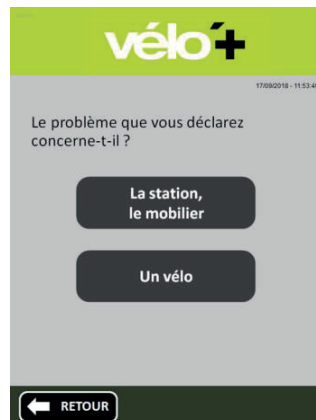 vélo'+
17/09/2018 - 11:53:46
Le problème que vous déclarez
concerne-t-il ?
La station,
le mobilier
Un vélo
RETOUR